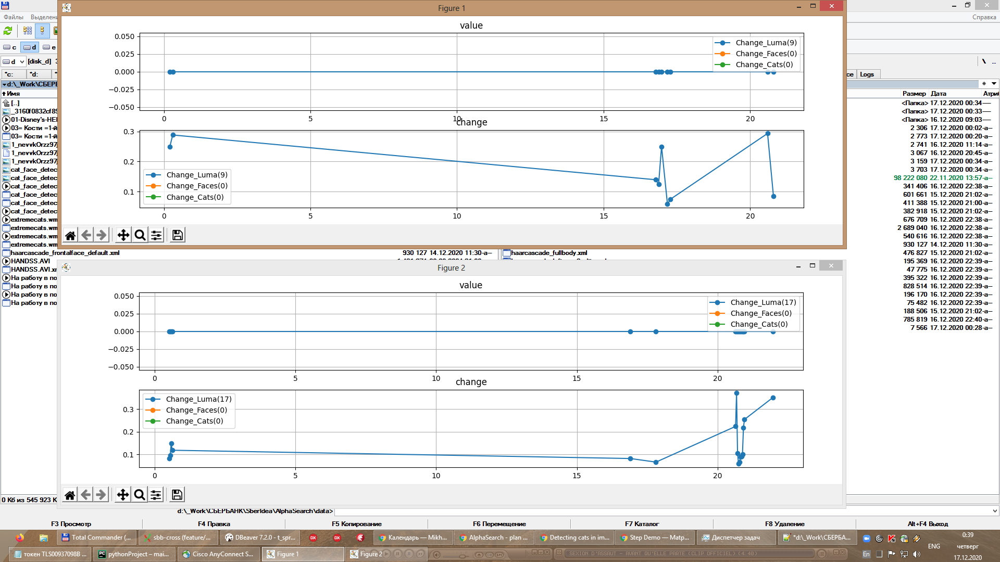 Figure 1
Файлы
Справка
value
0.050
0.025
0.000
−0.025
−0.050
Change_Luma(9)
Change_Faces(0)
Change_Cats(0)
0 5 10 15 20
change
0.3
0.2
0.1
Change_Luma(9)
Change_Faces(0)
Change_Cats(0)
0 5 10 15 20
c d e
d [disk_d]
*c: *d:
Logs
d:\_Work\СБЕРБ
Имя
[..]
_3160f0832cf89
01-Disney's-HE
03= Кости =1-й
03= Кости =1-й
1_nevvkOrzz97j
1_nevvkOrzz97j
1_nevvkOrzz97j
cat_face_detec
cat_face_detec
cat_face_detec
cat_face_detec
cat_face_detec
cat_face_detec
extremecats.wm
extremecats.wm
extremecats.wm
extremecats.wm
haarcascade_frontalface_default.xml 930 127 14.12.2020 11:30 -a--
haarcascade_fullbody.xml
HANDSS.AVI
HANDSS.AVI.xm
На работу в по
На работу в по
На работу в по
На работу в по
Размер Дата Атриб
<Папка> 17.12.2020 00:34 ----
<Папка> 17.12.2020 00:33 ----
<Папка> 16.12.2020 09:03 ----
2 306 17.12.2020 00:02 -a--
2 773 17.12.2020 00:20 -a--
2 741 16.12.2020 11:14 -a--
3 067 16.12.2020 20:45 -a--
3 159 17.12.2020 00:34 -a--
3 703 17.12.2020 00:34 -a--
98 222 080 22.11.2020 13:57 -a--
341 406 16.12.2020 22:38 -a--
601 661 15.12.2020 21:02 -a--
411 388 15.12.2020 21:00 -a--
382 918 15.12.2020 21:02 -a--
676 709 16.12.2020 22:38 -a--
2 689 040 16.12.2020 22:38 -a--
540 616 16.12.2020 22:38 -a--
930 127 14.12.2020 11:30 -a--
476 827 15.12.2020 21:02 -a--
195 369 16.12.2020 22:39 -a--
47 775 16.12.2020 22:39 -a--
395 322 16.12.2020 22:39 -a--
828 514 16.12.2020 22:39 -a--
196 170 16.12.2020 22:39 -a--
75 482 16.12.2020 22:39 -a--
188 506 15.12.2020 21:02 -a--
785 819 16.12.2020 22:40 -a--
7 566 17.12.2020 00:28 -a--
Figure 2
value
0.050
0.025
0.000
−0.025
−0.050
Change_Luma(17)
Change_Faces(0)
Change_Cats(0)
0 5 10 15 20
change
0.3
0.2
0.1
Change_Luma(17)
Change_Faces(0)
Change_Cats(0)
0 5 10 15 20
0 Кб из 545 923 К
d:\_Work\СБЕРБАНК\SberIdea\AlphaSearch\data>
F3 Просмотр F4 Правка F5 Копирование F6 Перемещение F7 Каталог F8 Удаление Alt+F4 Выход
Total Commander (... sbb-cross (feature/... DBeaver 7.2.0 - t_spr... Календарь — Mikh... AlphaSearch - plan ... Detecting cats in im... Step Demo — Matp... Диспетчер задач *d:\_Work\СБЕРБА...
0:39
ENG
четверг
17.12.2020
токен TLS00937098B ... pythonProject – mai... Cisco AnyConnect S... Figure 1 Figure 2
SEXION D'ASSAUT - AVANT QU'ELLE PARTE (CLIP OFFICIEL) (4:40)
En